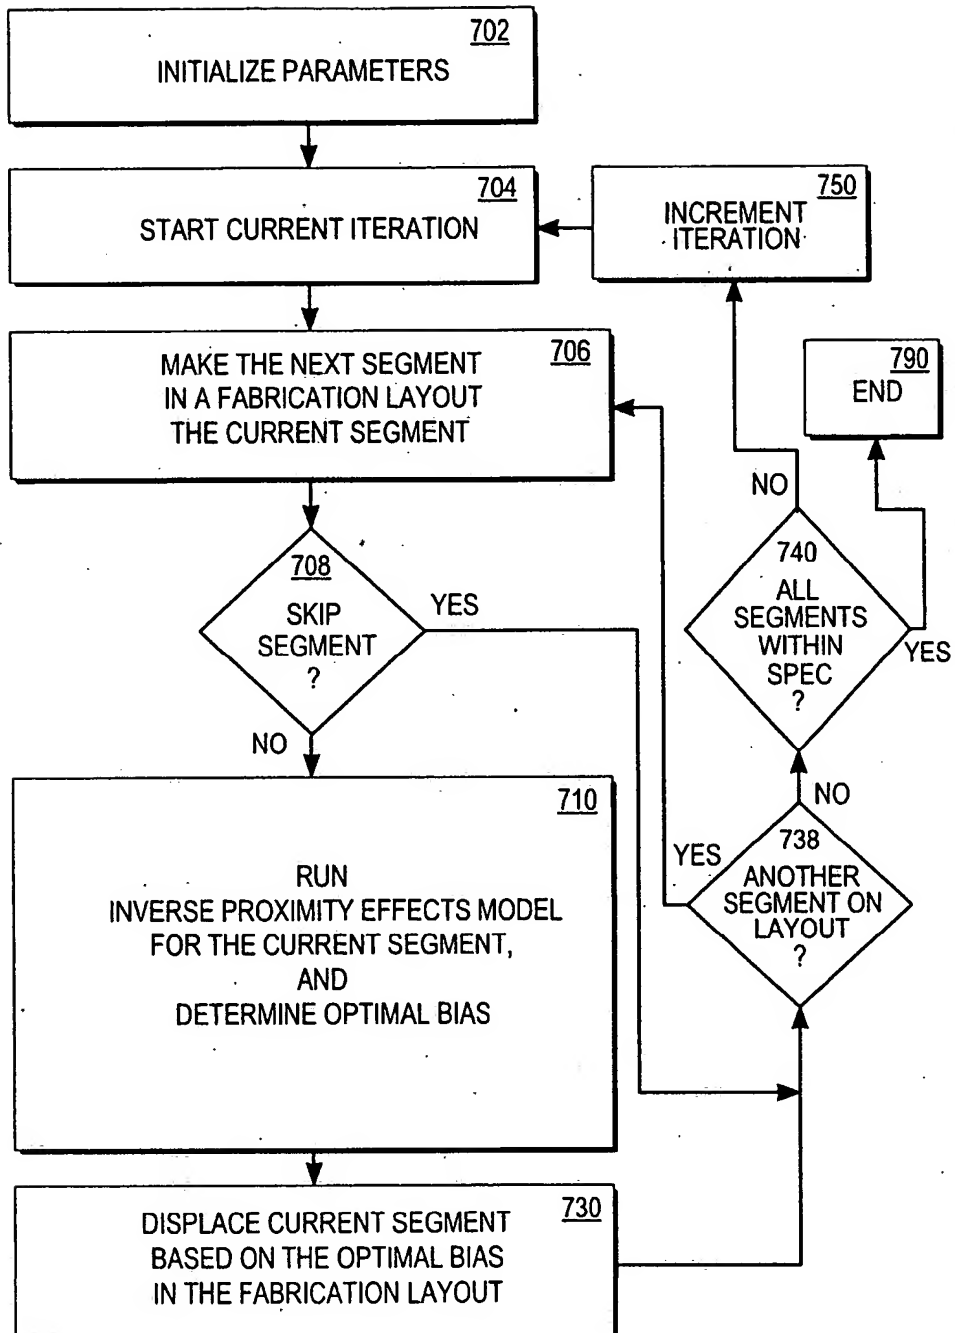 702
INITIALIZE PARAMETERS
704
START CURRENT ITERATION
750
INCREMENT
ITERATION
706
MAKE THE NEXT SEGMENT
IN A FABRICATION LAYOUT
THE CURRENT SEGMENT
790
END
NO
708
SKIP
SEGMENT
?
YES
NO
740
ALL
SEGMENTS
WITHIN
SPEC
?
YES
710
RUN
INVERSE PROXIMITY EFFECTS MODEL
FOR THE CURRENT SEGMENT,
AND
DETERMINE OPTIMAL BIAS
NO
YES
738
ANOTHER
SEGMENT ON
LAYOUT
?
730
DISPLACE CURRENT SEGMENT
BASED ON THE OPTIMAL BIAS
IN THE FABRICATION LAYOUT